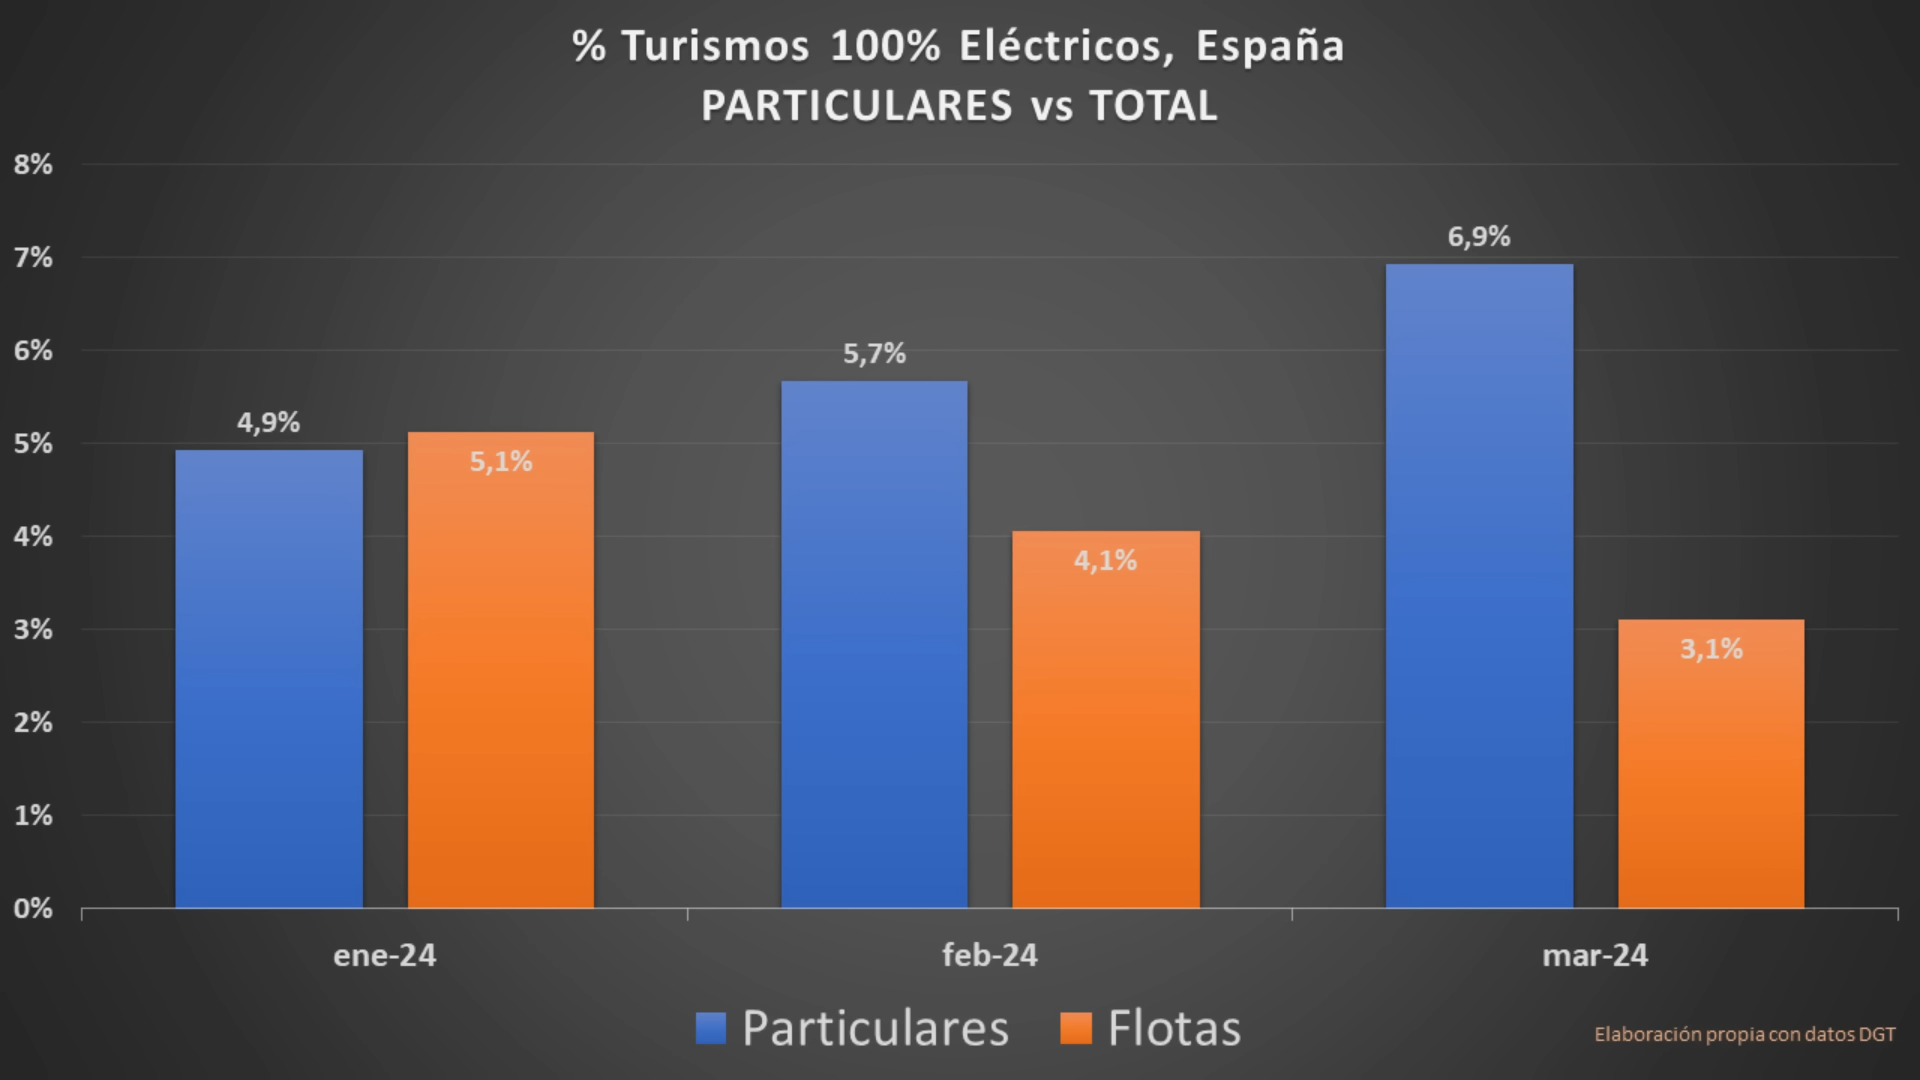 % Turismos 100% Eléctricos, España
PARTICULARES vs TOTAL
8%
7%
6%
5%
4%
3%
2%
1%
0%
4,9%
5,1%
5,7%
4,1%
6,9%
3,1%
ene-24
feb-24
mar-24
Particulares
Flotas
Elaboración propia con datos DGT